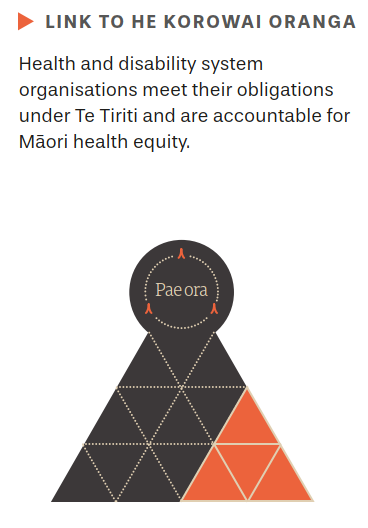 LINK TO HE KOROWAI ORANGA
Health and disability system
organisations meet their obligations
under Te Tiriti and are accountable for
Māori health equity.
Pae ora